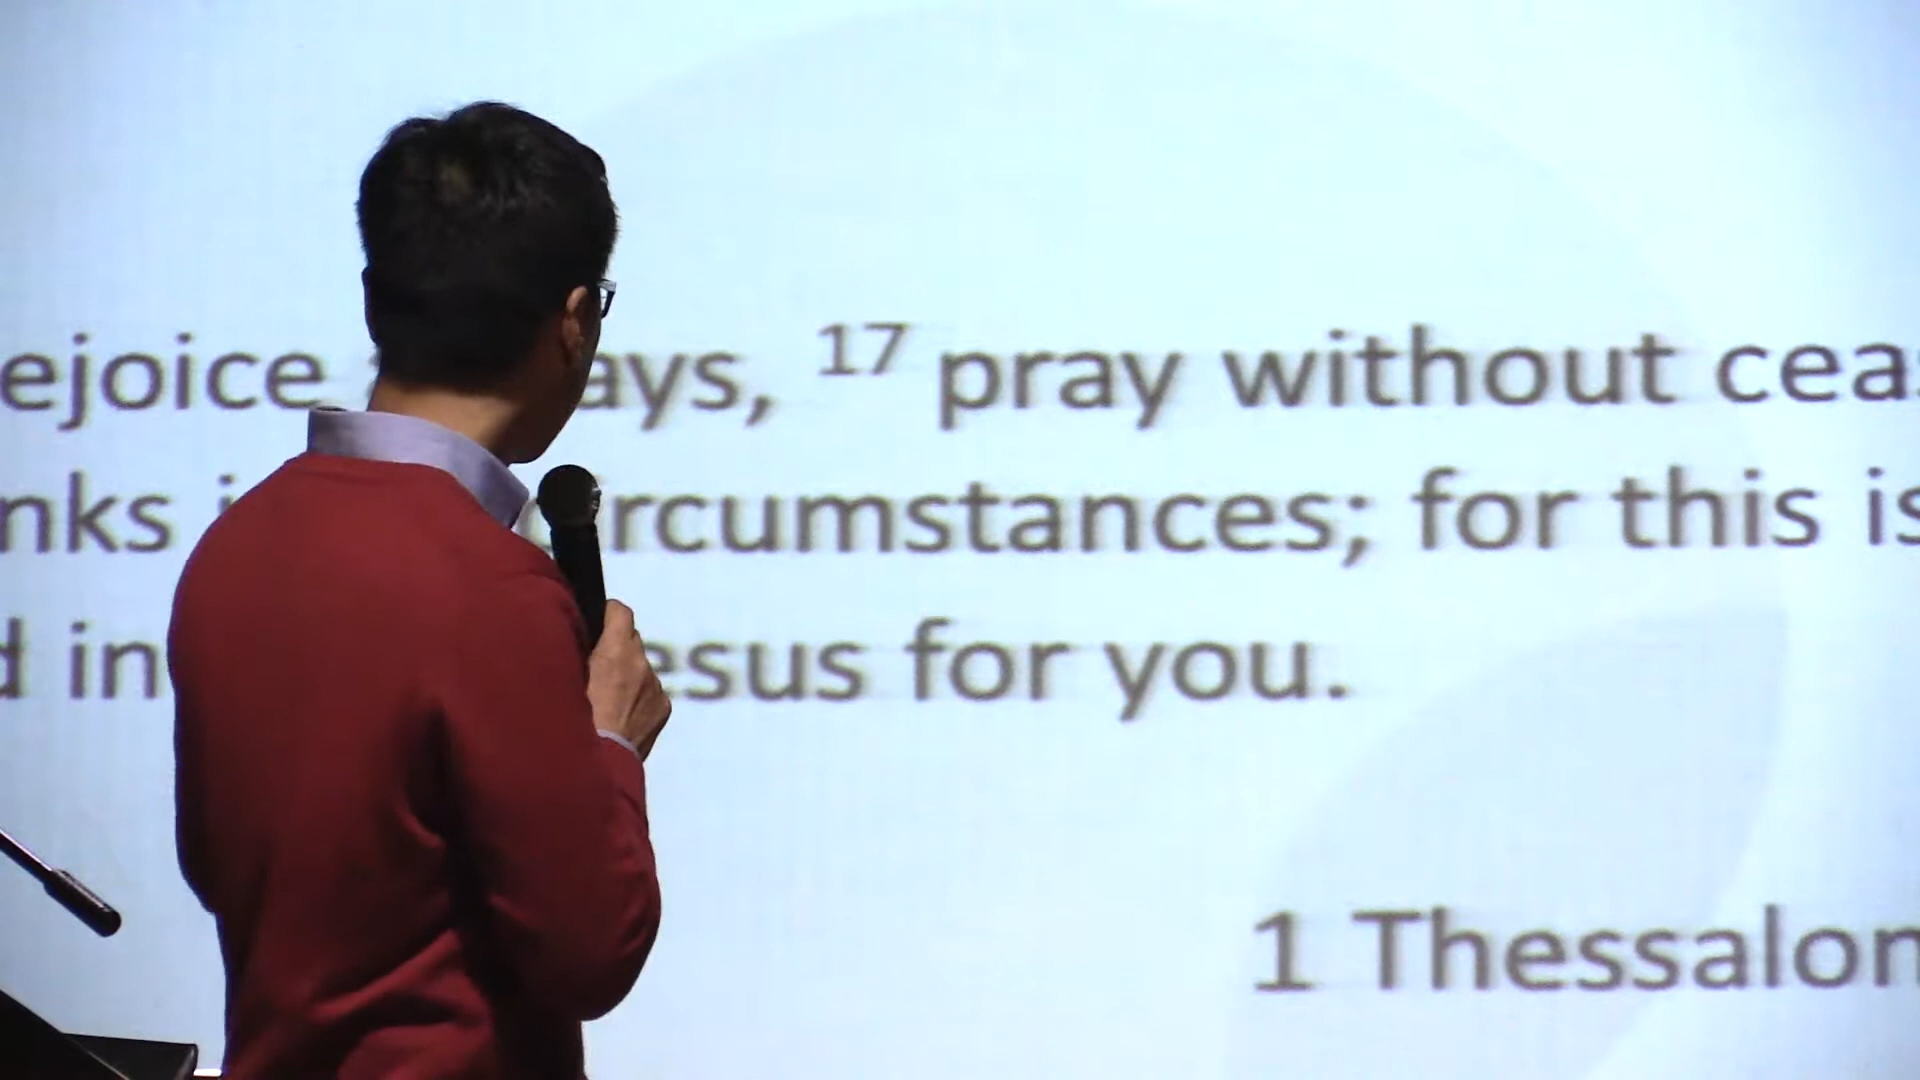 ejoice ays, 17 pray without ceas
nks i rcumstances; for this is
d in esus for you.
1 Thessalon